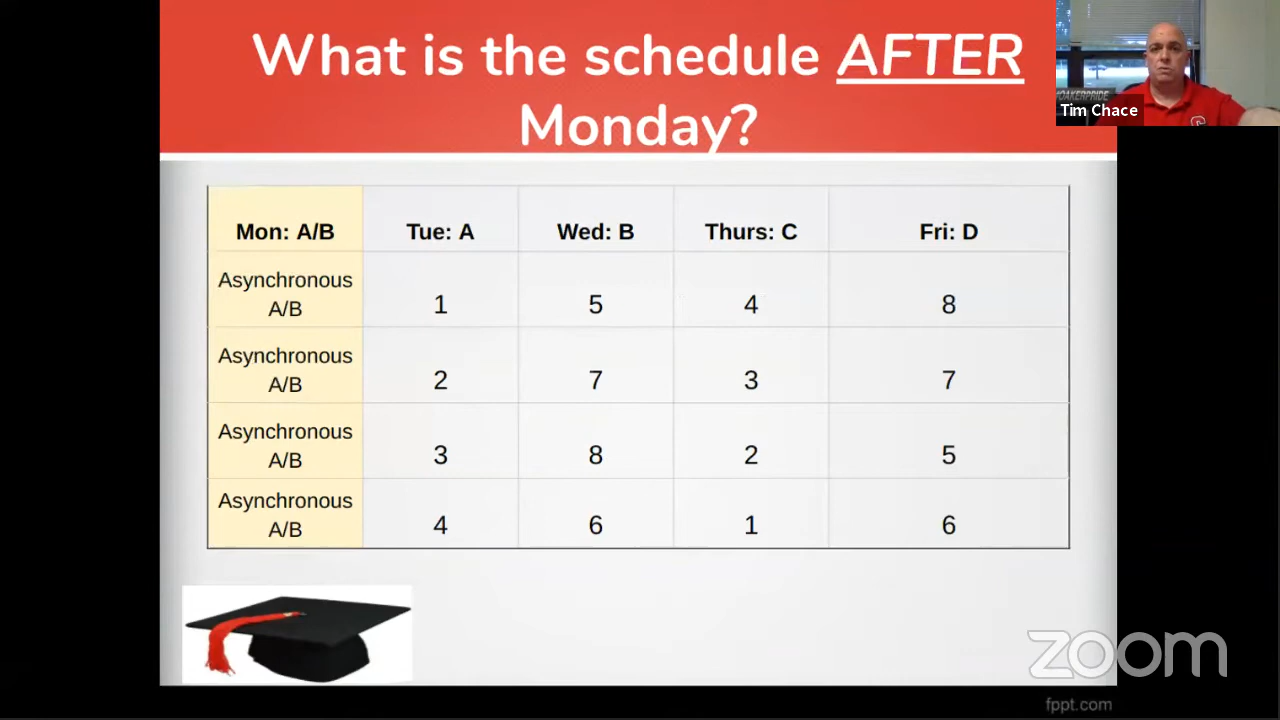 What is the schedule AFTER
Monday?
OAKERPRIDE
Tim Chace
Mon: A/B Tue: A Wed: B Thurs: C Fri: D
Asynchronous
A/B 1 5 4 8
Asynchronous
A/B 2 7 3 7
Asynchronous
A/B 3 8 2 5
Asynchronous
A/B 4 6 1 6
zoom
fppt.com